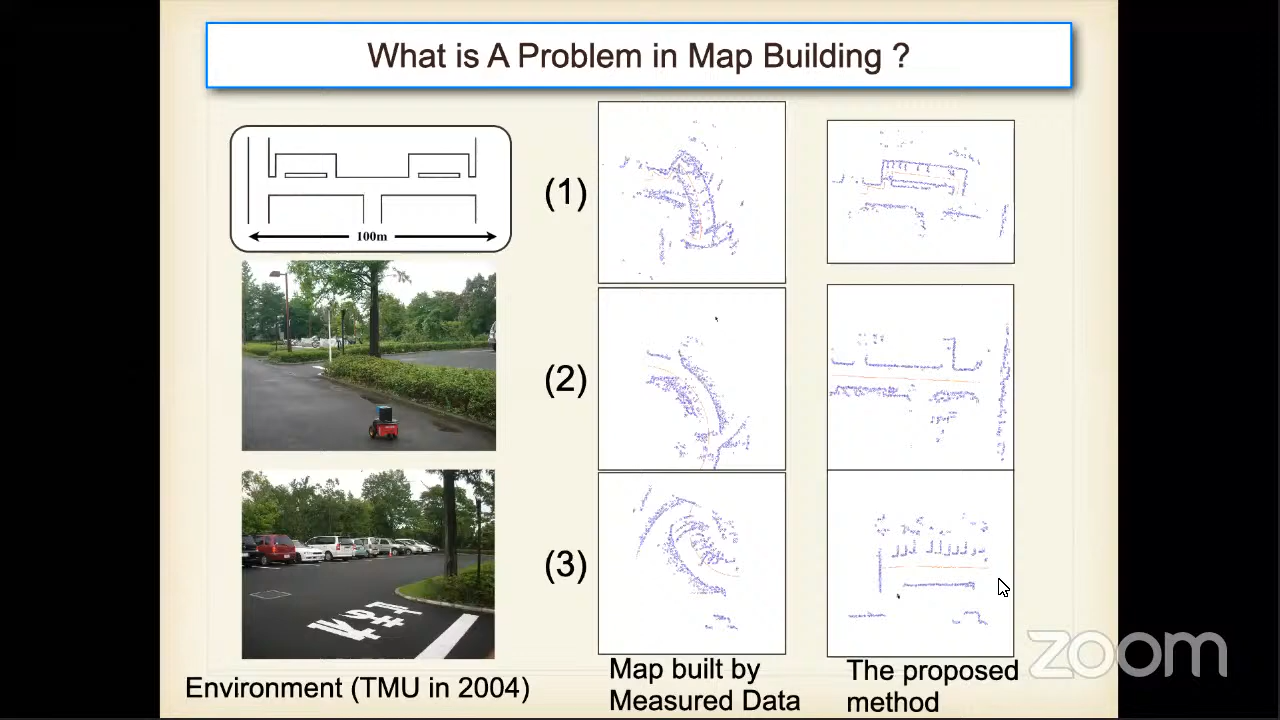 What is A Problem in Map Building ?
100m
(1)
(2)
(3)
Environment (TMU in 2004)
Map built by
Measured Data
The proposed
method
zoom